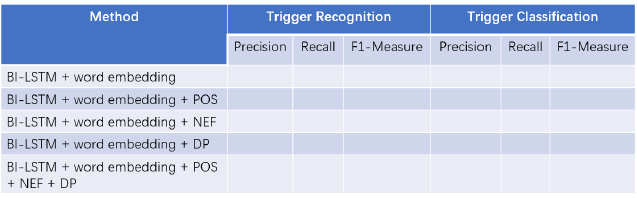 Method Trigger Recognition Trigger Classification
Precision Recall F1-Measure Precision Recall F1-Measure
BI-LSTM + word embedding
BI-LSTM + word embedding + POS
BI-LSTM + word embedding + NEF
BI-LSTM + word embedding + DP
BI-LSTM + word embedding + POS
+ NEF + DP